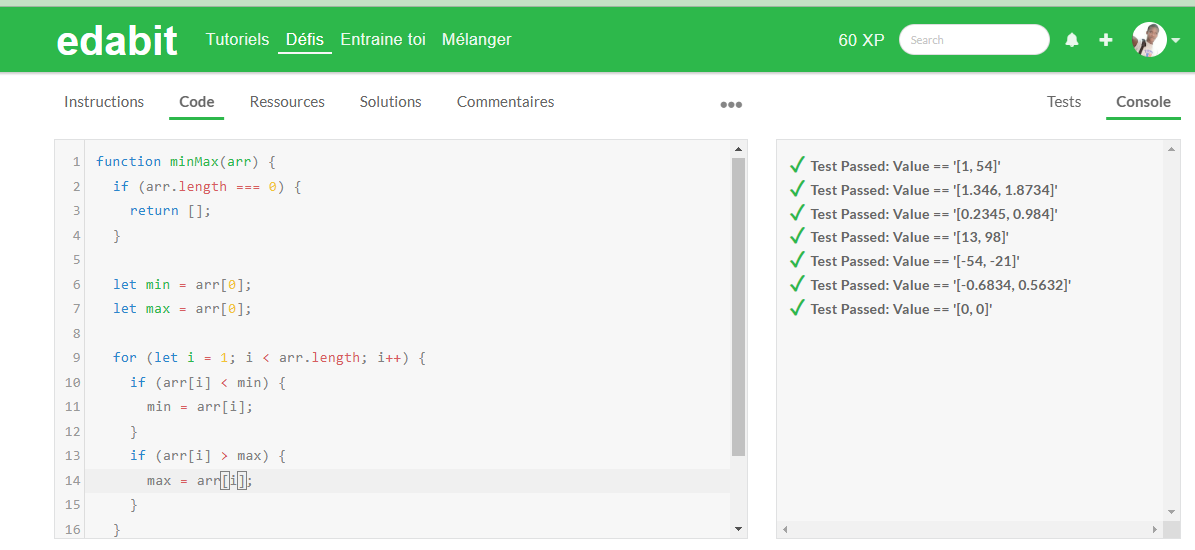 edabit Tutoriels Défis Entraine toi Mélanger 60 XP Search
Instructions Code Ressources Solutions Commentaires ••• Tests Console
1 function minMax(arr) {
2   if (arr.length === 0) {
3     return [];
4   }
5
6   let min = arr[0];
7   let max = arr[0];
8
9   for (let i = 1; i < arr.length; i++) {
10     if (arr[i] < min) {
11       min = arr[i];
12     }
13     if (arr[i] > max) {
14       max = arr[i];
15     }
16   }
Test Passed: Value == '[1, 54]'
Test Passed: Value == '[1.346, 1.8734]'
Test Passed: Value == '[0.2345, 0.984]'
Test Passed: Value == '[13, 98]'
Test Passed: Value == '[-54, -21]'
Test Passed: Value == '[-0.6834, 0.5632]'
Test Passed: Value == '[0, 0]'